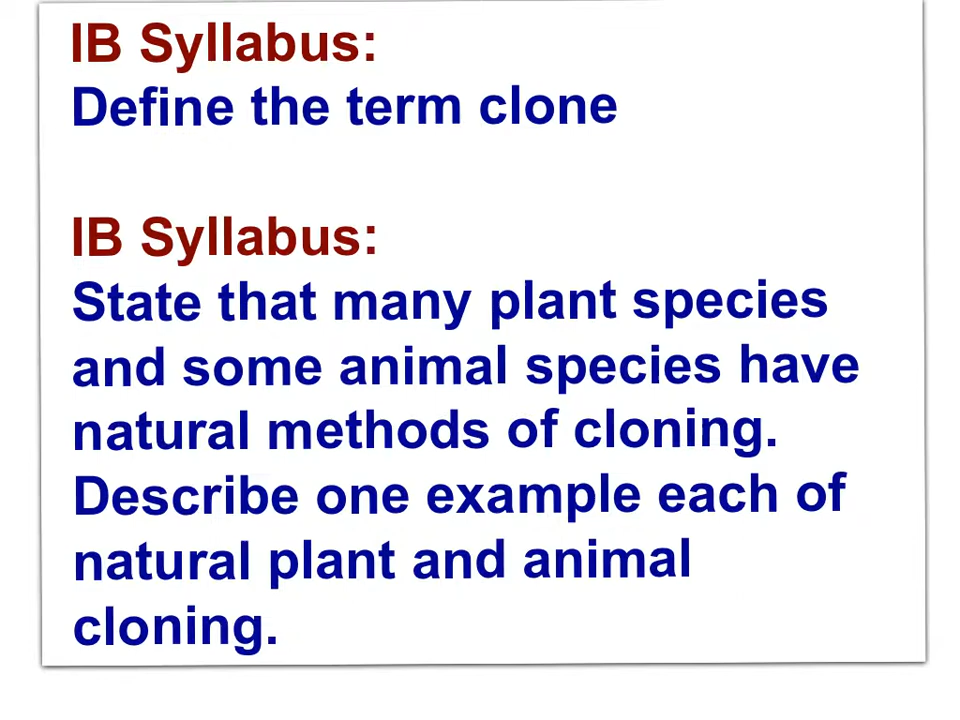 IB Syllabus:
Define the term clone
IB Syllabus:
State that many plant species
and some animal species have
natural methods of cloning.
Describe one example each of
natural plant and animal
cloning.